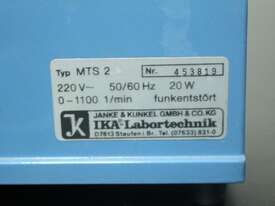 Typ MTS 2 Nr. 453819
220V~ 50/60 Hz 20 W
0-1100 1/min funkentstört
JANKE & KUNKEL GMBH & CO. KG
IKA-Labortechnik
D7813 Staufen i. Br. Tel. (07633) 831-0